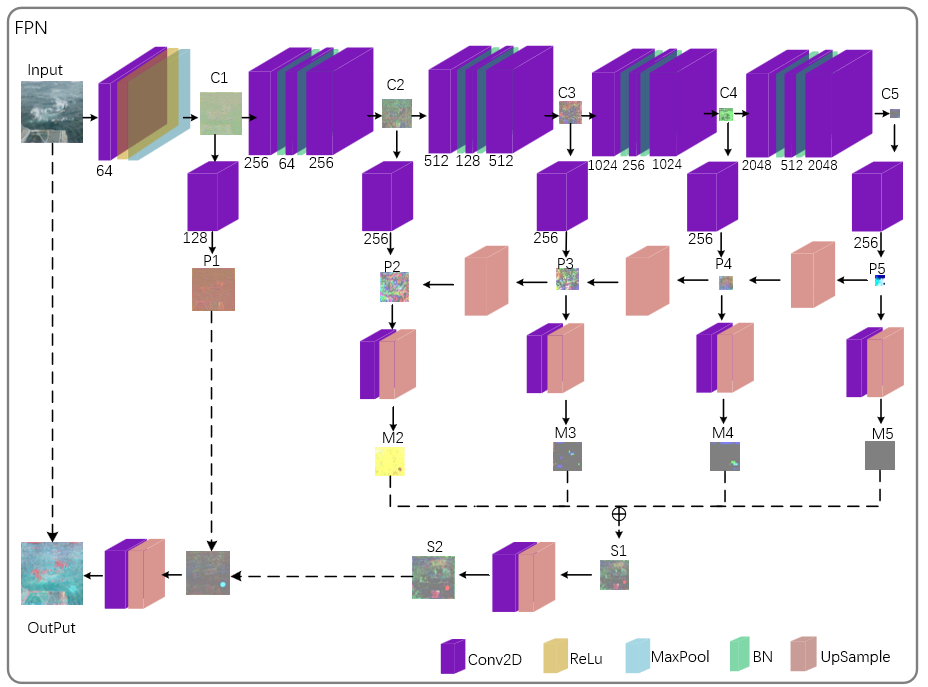 FPN
Input
C1
C2
C3
C4
C5
64
256 64 256
512 128 512
1024 256 1024
2048 512 2048
128
256
256
256
256
P1
P2
P3
P4
P5
M2
M3
M4
M5
S2
S1
OutPut
Conv2D
ReLu
MaxPool
BN
UpSample